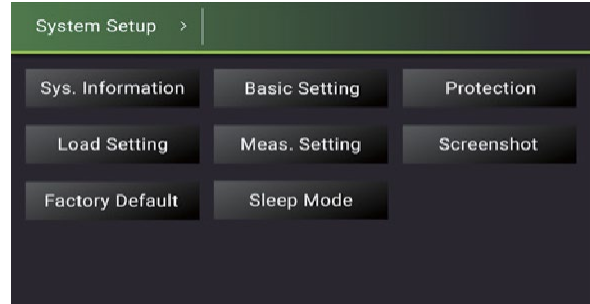 System Setup >
Sys. Information
Basic Setting
Protection
Load Setting
Meas. Setting
Screenshot
Factory Default
Sleep Mode